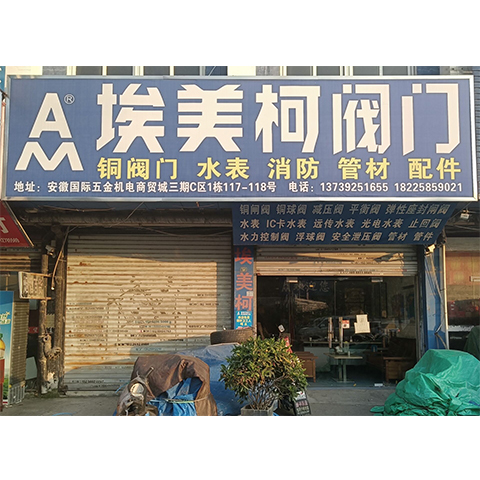 AM® 埃美柯阀门
铜阀门 水表 消防 管材 配件
地址：安徽国际五金机电商贸城三期C区1栋117-118号 电话：13739251655 18225859021
铜闸阀 铜球阀 减压阀 平衡阀 弹性座封闸阀
水表 IC卡水表 远传水表 光电水表 止回阀
水力控制阀 浮球阀 安全泄压阀 管材 管件
埃美柯